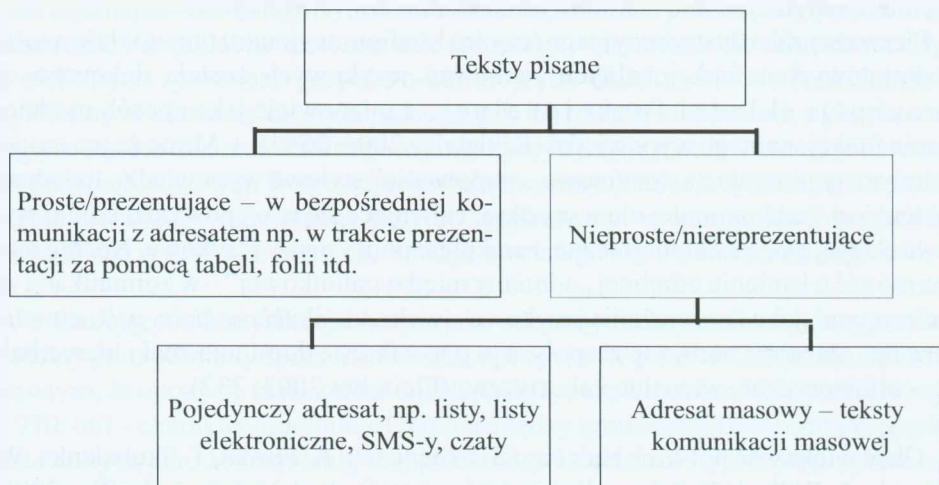 Teksty pisane
Proste/prezentujące – w bezpośredniej ko-
munikacji z adresatem np. w trakcie prezen-
tacji za pomocą tabeli, folii itd.
Nieproste/niereprezentujące
Pojedynczy adresat, np. listy, listy
elektroniczne, SMS-y, czaty
Adresat masowy – teksty
komunikacji masowej